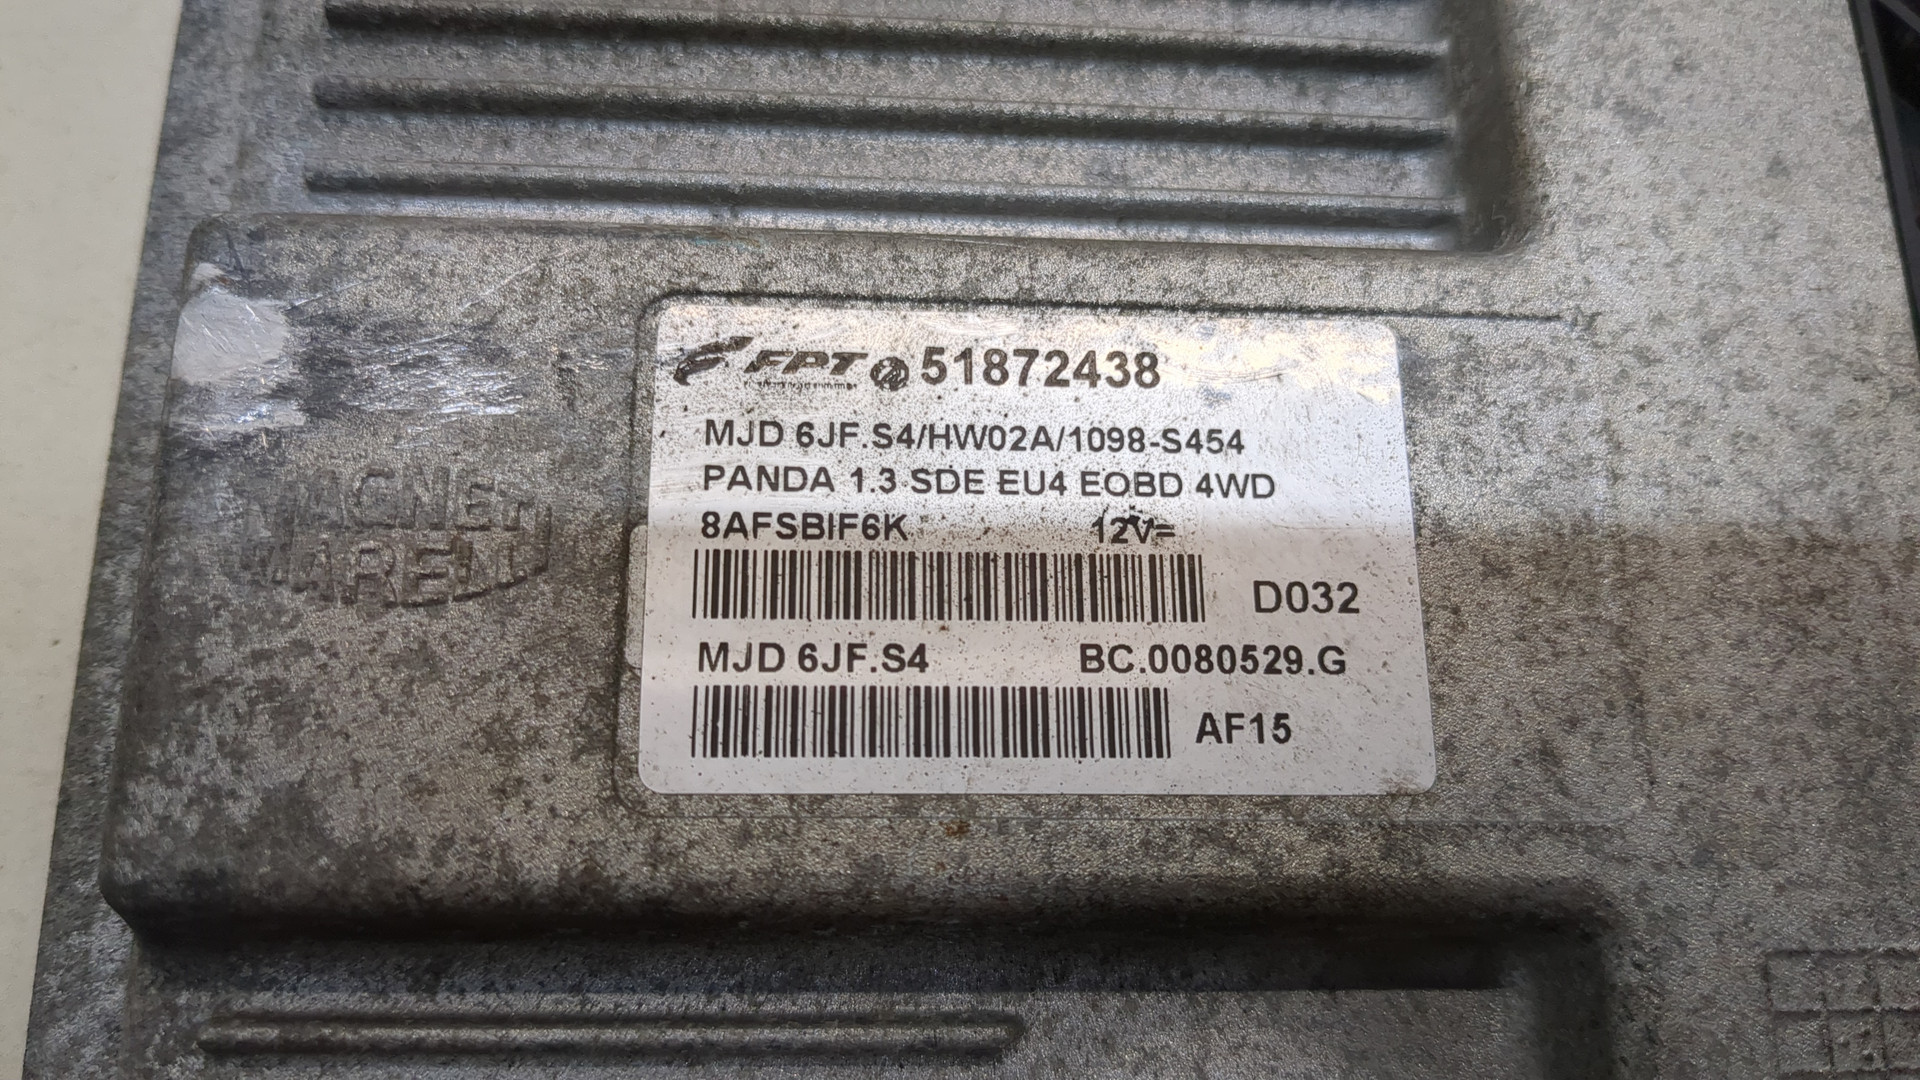 FPT 51872438
MJD 6JF.S4/HW02A/1098-S454
PANDA 1.3 SDE EU4 EOBD 4WD
8AFSBIF6K 12V=
D032
MJD 6JF.S4 BC.0080529.G
AF15
MAGNETI
MARELLI